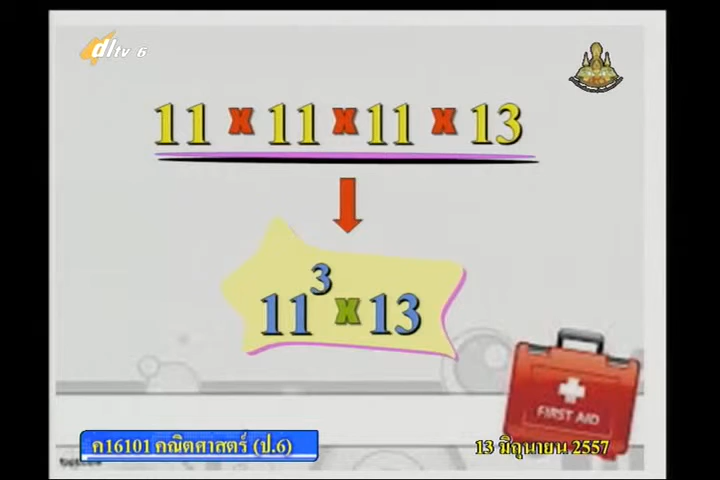 dltv-6
11 x 11 x 11 x 13
11³ x 13
FIRST AID
ค16101 คณิตศาสตร์ (ป.6)
13 มิถุนายน 2557